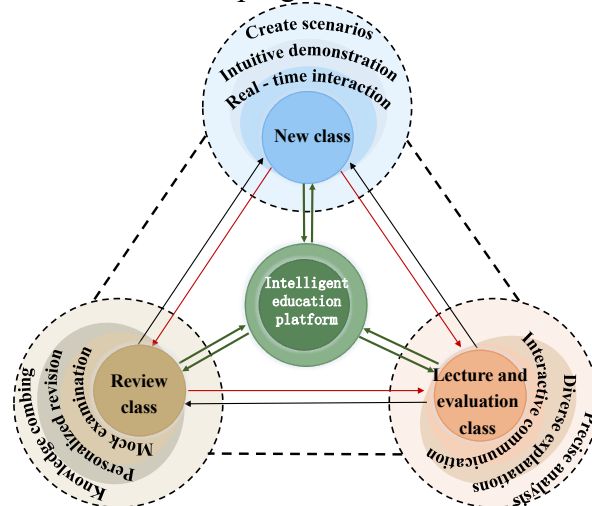 Create scenarios
Intuitive demonstration
Real - time interaction
New class
Intelligent
education
platform
Knowledge combing
Personalized revision
Mock examination
Review
class
Lecture and
evaluation
class
Interactive communication
Diverse explanations
Precise analysis